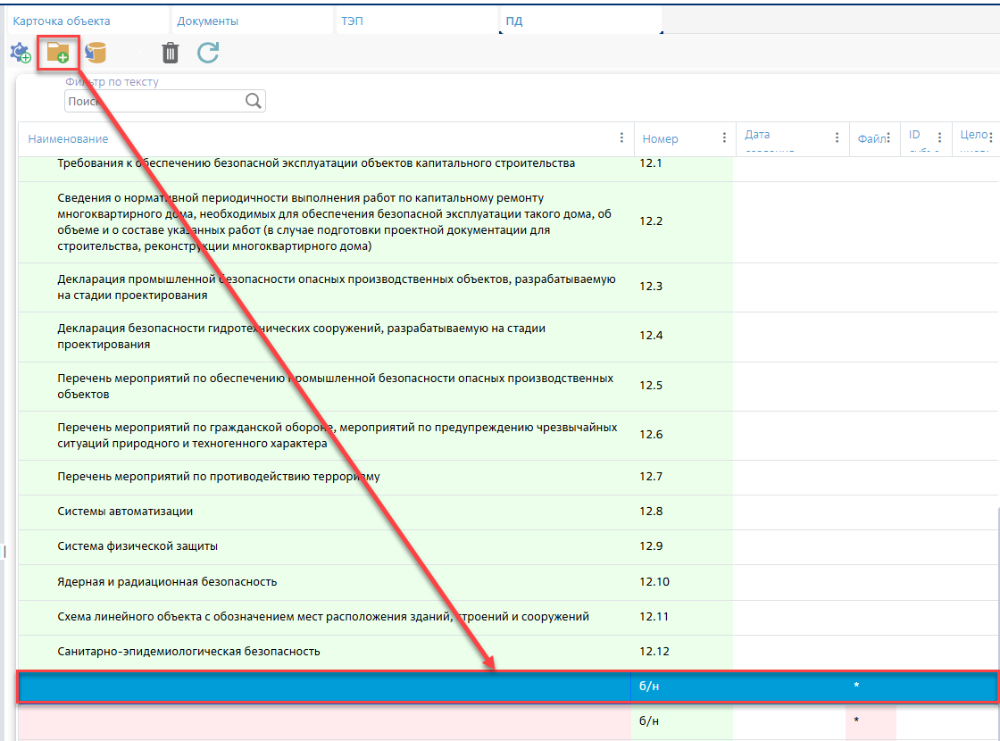 Карточка объекта
Документы
ТЭП
ПД
Фильтр по тексту
Поиск
Наименование
Номер
Дата
Файл
ID
Цело
Требования к обеспечению безопасной эксплуатации объектов капитального строительства
12.1
Сведения о нормативной периодичности выполнения работ по капитальному ремонту
многоквартирного дома, необходимых для обеспечения безопасной эксплуатации такого дома, об
объеме и о составе указанных работ (в случае подготовки проектной документации для
строительства, реконструкции многоквартирного дома)
12.2
Декларация промышленной безопасности опасных производственных объектов, разрабатываемую
на стадии проектирования
12.3
Декларация безопасности гидротехнических сооружений, разрабатываемую на стадии
проектирования
12.4
Перечень мероприятий по обеспечению промышленной безопасности опасных производственных
объектов
12.5
Перечень мероприятий по гражданской обороне, мероприятий по предупреждению чрезвычайных
ситуаций природного и техногенного характера
12.6
Перечень мероприятий по противодействию терроризму
12.7
Системы автоматизации
12.8
Система физической защиты
12.9
Ядерная и радиационная безопасность
12.10
Схема линейного объекта с обозначением мест расположения зданий, строений и сооружений
12.11
Санитарно-эпидемиологическая безопасность
12.12
б/н
*
б/н
*